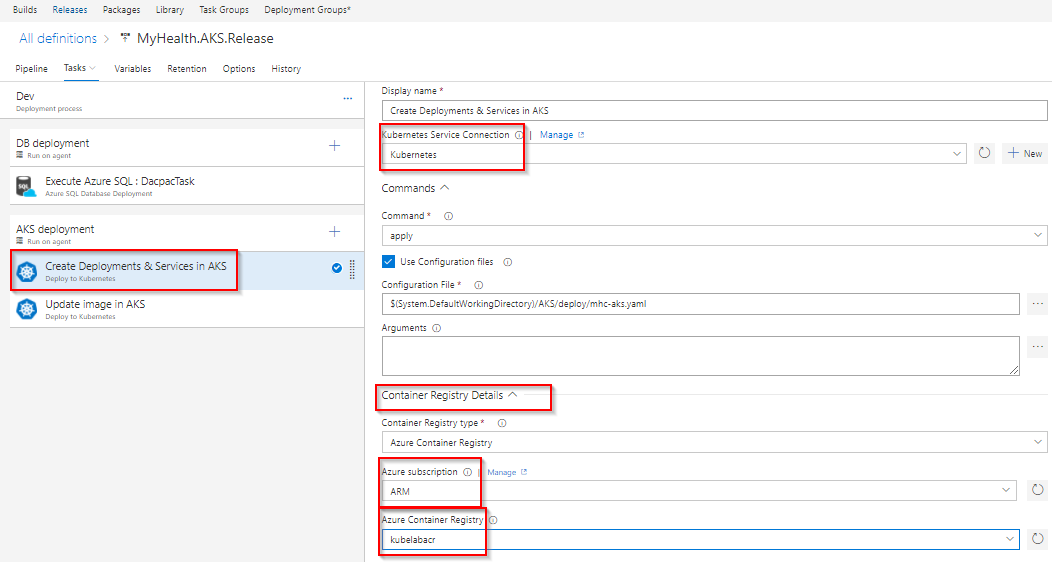 Builds Releases Packages Library Task Groups Deployment Groups*
All definitions > MyHealth.AKS.Release
Pipeline Tasks Variables Retention Options History
Dev
Deployment process
DB deployment
Run on agent
SQL
Execute Azure SQL : DacpacTask
Azure SQL Database Deployment
AKS deployment
Run on agent
Create Deployments & Services in AKS
Deploy to Kubernetes
Update image in AKS
Deploy to Kubernetes
Display name *
Create Deployments & Services in AKS
Kubernetes Service Connection | Manage
Kubernetes
+ New
Commands
Command *
apply
Use Configuration files
Configuration File *
$(System.DefaultWorkingDirectory)/AKS/deploy/mhc-aks.yaml
Arguments
Container Registry Details
Container Registry type *
Azure Container Registry
Azure subscription | Manage
ARM
Azure Container Registry
kubelabacr